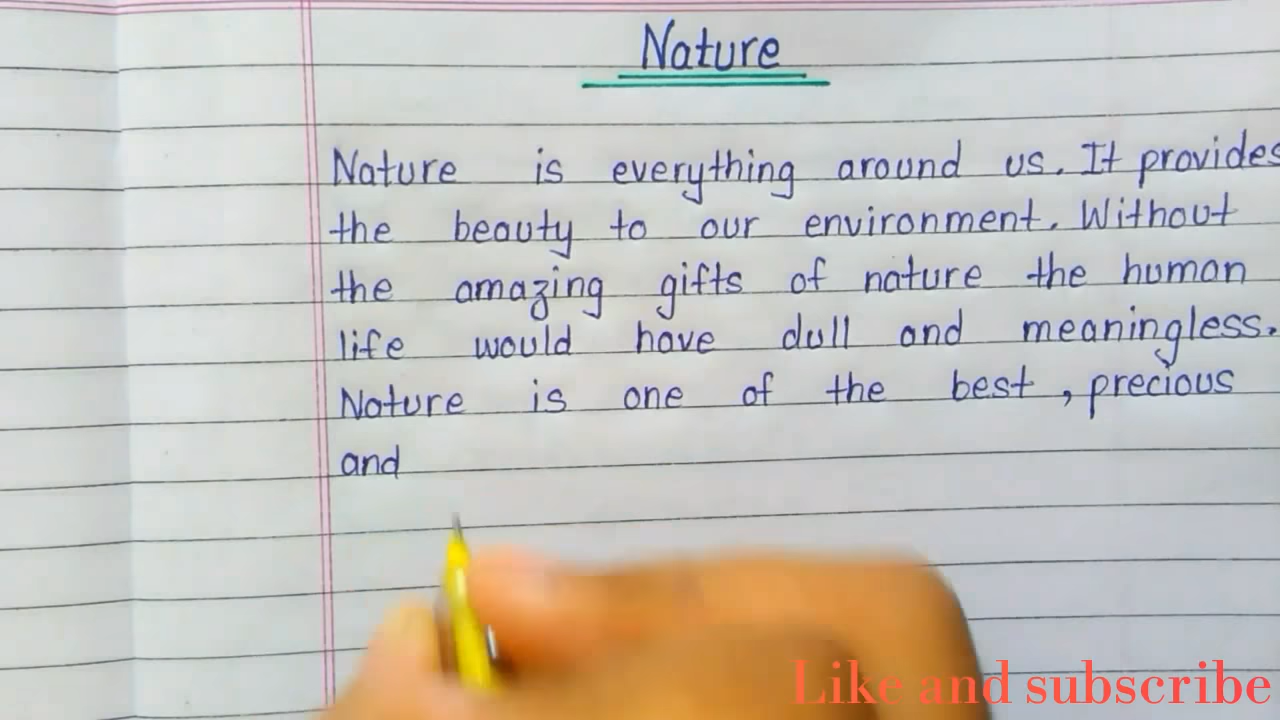 Nature
Nature is everything around us. It provides
the beauty to our environment. Without
the amazing gifts of nature the human
life would have dull and meaningless.
Nature is one of the best, precious
and
Like and subscribe